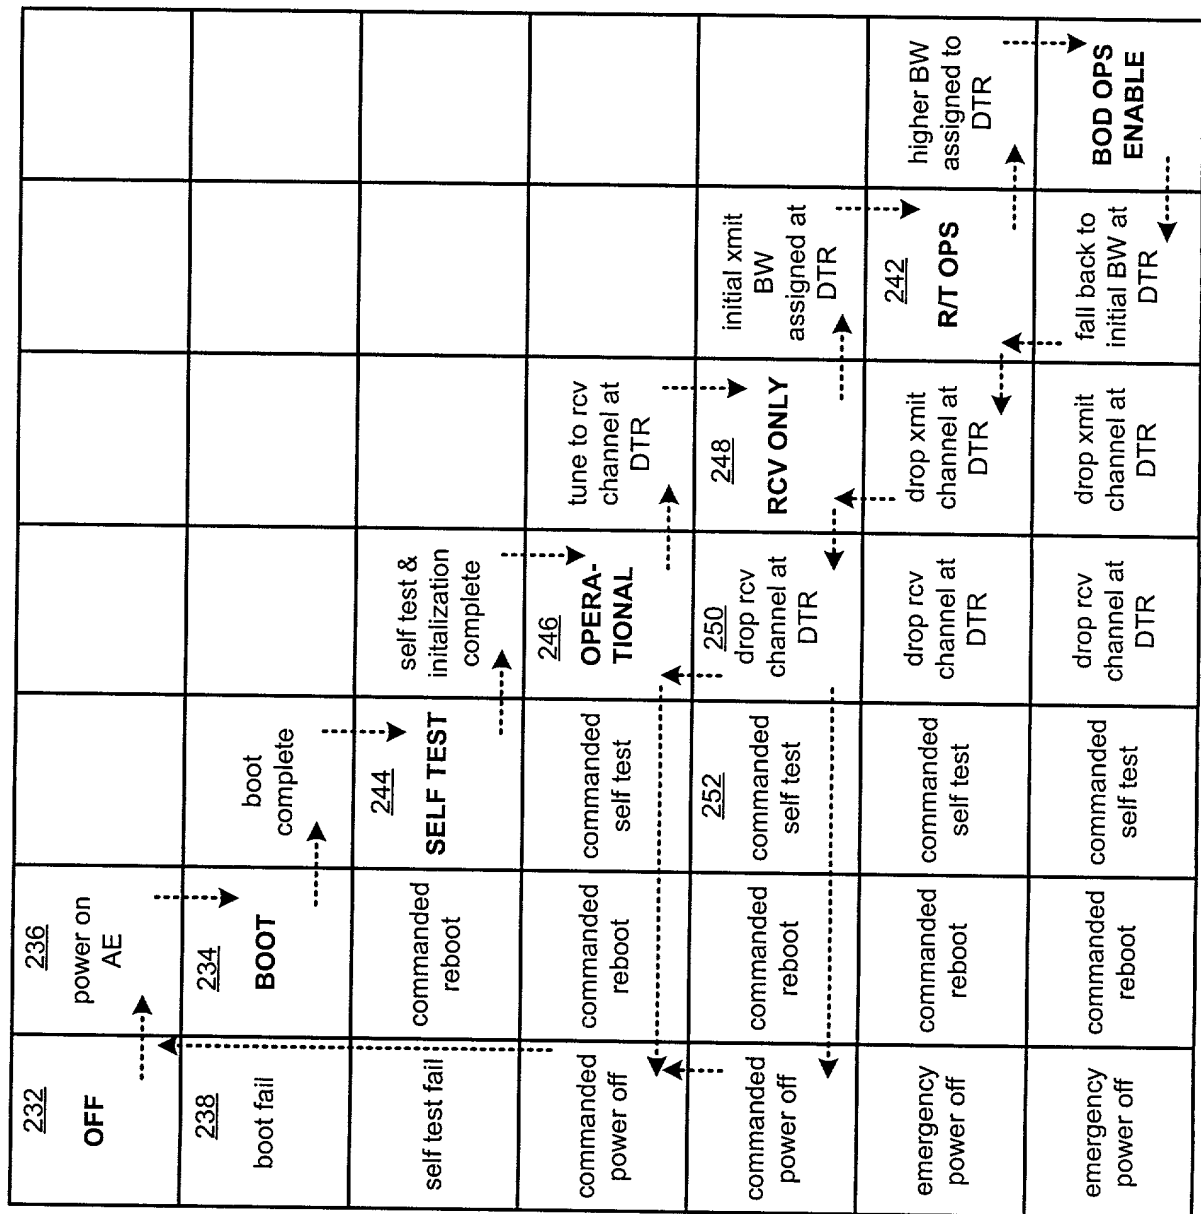 232
OFF
236
power on
AE
238
boot fail
234
BOOT
boot
complete
self test fail
commanded
reboot
244
SELF TEST
self test &
initalization
complete
commanded
power off
commanded
reboot
commanded
self test
246
OPERA-
TIONAL
tune to rcv
channel at
DTR
commanded
power off
commanded
reboot
252
commanded
self test
250
drop rcv
channel at
DTR
248
RCV ONLY
initial xmit
BW
assigned at
DTR
emergency
power off
commanded
reboot
commanded
self test
drop rcv
channel at
DTR
drop xmit
channel at
DTR
242
R/T OPS
higher BW
assigned to
DTR
emergency
power off
commanded
reboot
commanded
self test
drop rcv
channel at
DTR
drop xmit
channel at
DTR
fall back to
initial BW at
DTR
BOD OPS
ENABLE